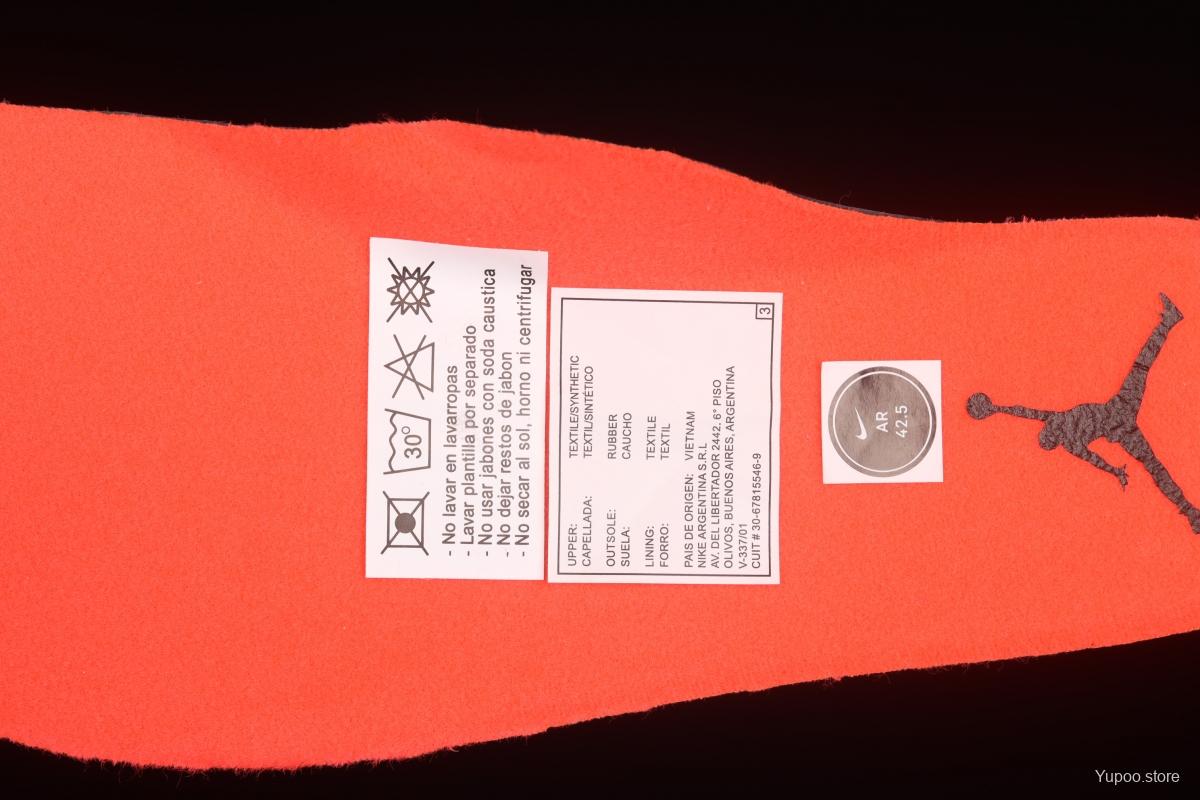 30°
- No lavar en lavarropas
- Lavar plantilla por separado
- No usar jabones con soda caustica
- No dejar restos de jabon
- No secar al sol, horno ni centrifugar
3
UPPER: TEXTILE/SYNTHETIC
CAPELLADA: TEXTIL/SINTÉTICO
OUTSOLE: RUBBER
SUELA: CAUCHO
LINING: TEXTILE
FORRO: TEXTIL
PAIS DE ORIGEN: VIETNAM
NIKE ARGENTINA S.R.L
AV. DEL LIBERTADOR 2442. 6° PISO
OLIVOS, BUENOS AIRES, ARGENTINA
V-337/01
CUIT # 30-67815546-9
AR
42.5
Yupoo.store